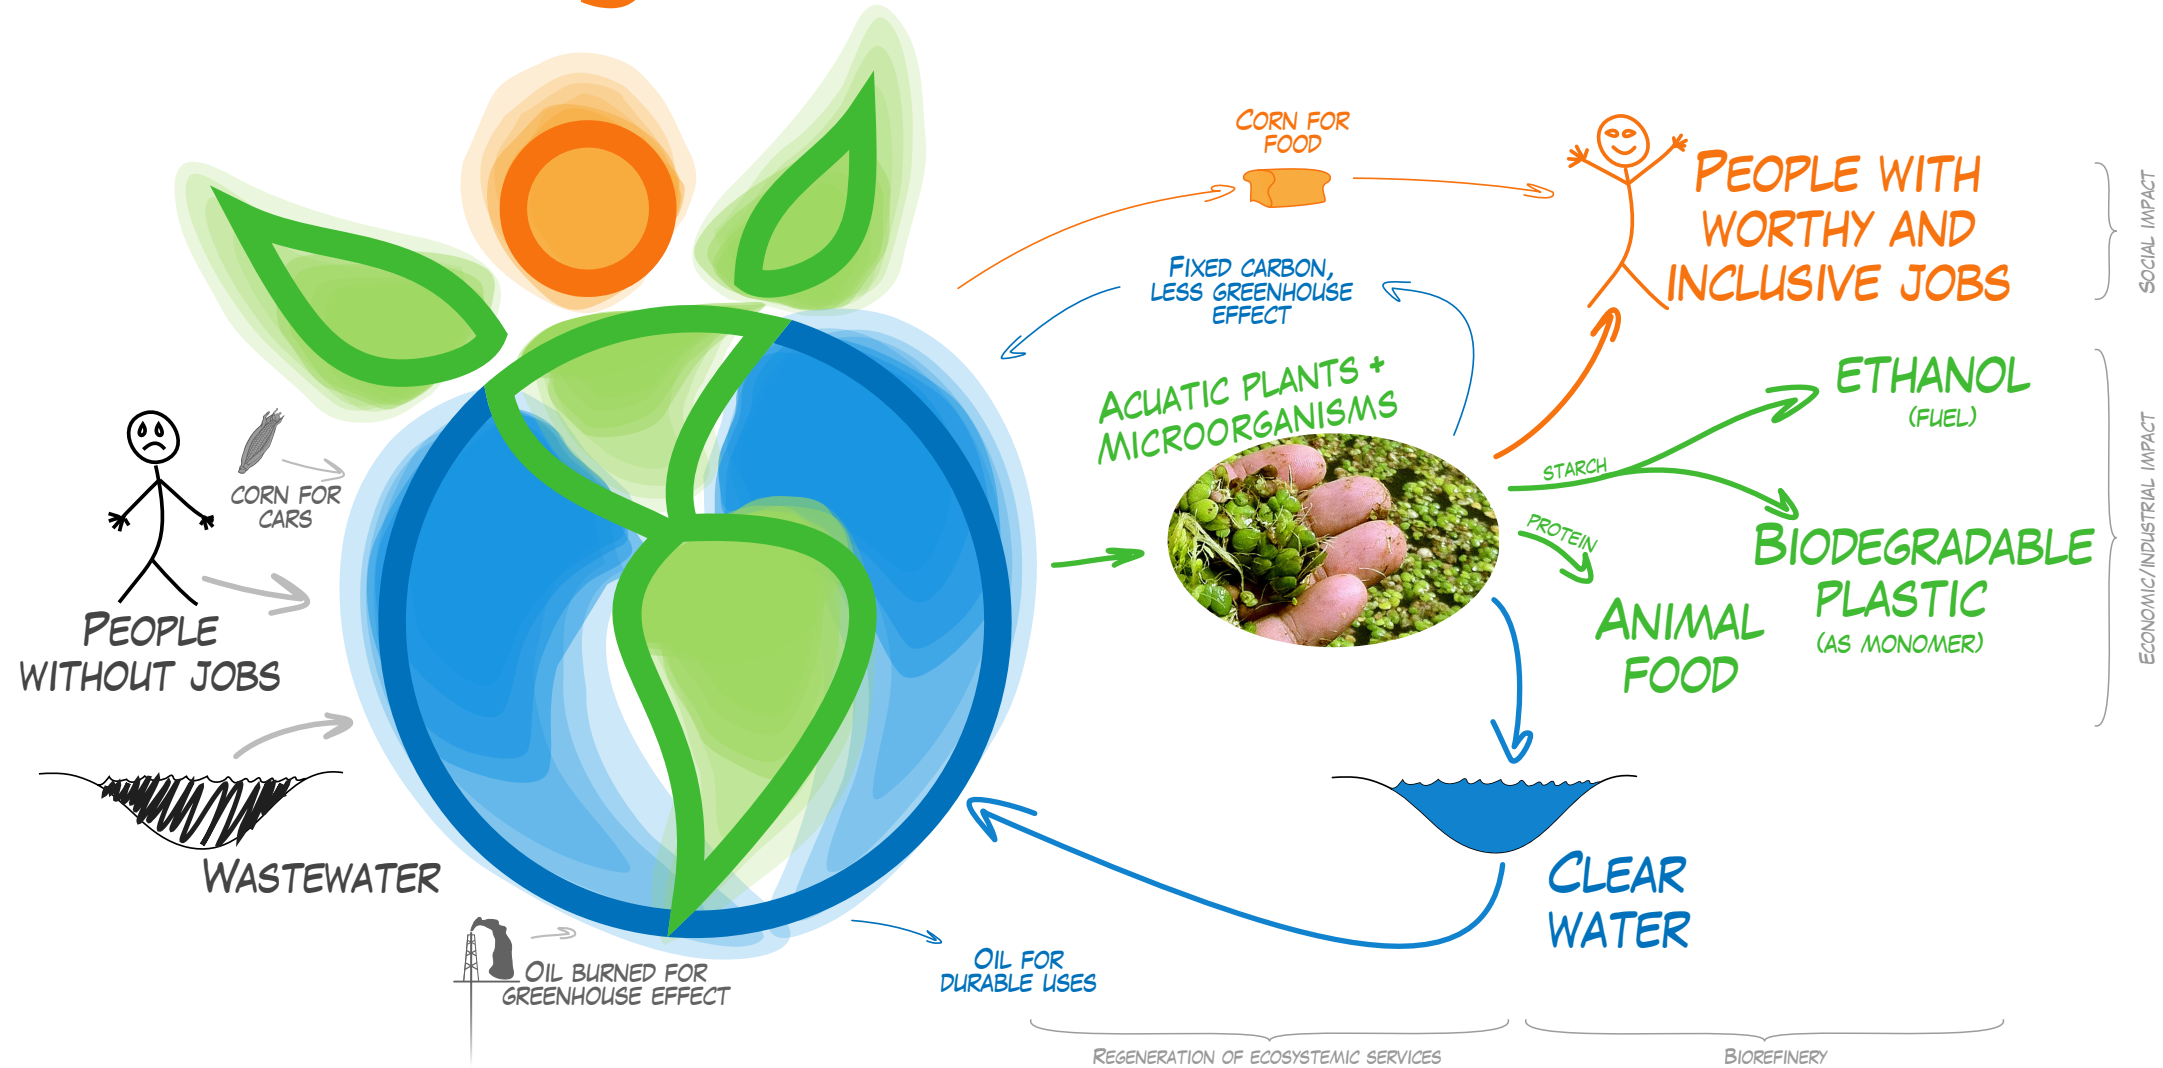 CORN FOR
FOOD
PEOPLE WITH
WORTHY AND
INCLUSIVE JOBS
SOCIAL IMPACT
FIXED CARBON,
LESS GREENHOUSE
EFFECT
ACUATIC PLANTS +
MICROORGANISMS
ETHANOL
(FUEL)
STARCH
PROTEIN
BIODEGRADABLE
PLASTIC
(AS MONOMER)
ANIMAL
FOOD
ECONOMIC/INDUSTRIAL IMPACT
CORN FOR
CARS
PEOPLE
WITHOUT JOBS
WASTEWATER
CLEAR
WATER
OIL BURNED FOR
GREENHOUSE EFFECT
OIL FOR
DURABLE USES
REGENERATION OF ECOSYSTEMIC SERVICES
BIOREFINERY